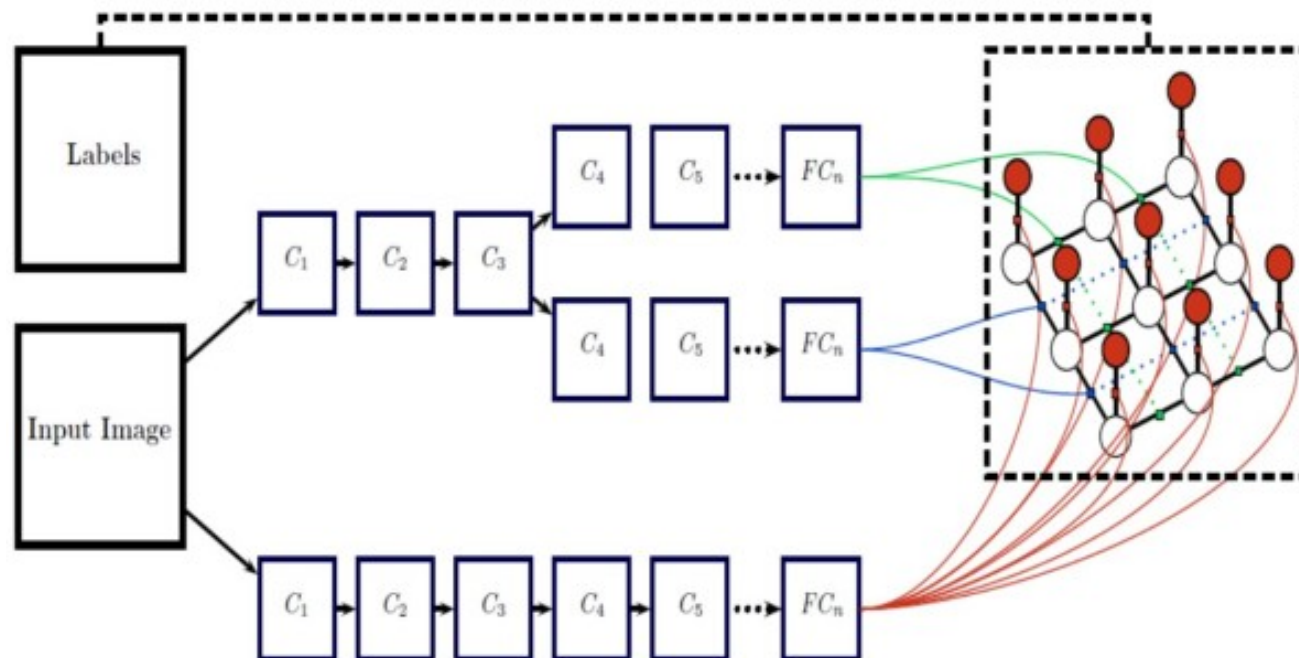 Labels
C₄ C₅ FCₙ
C₁ C₂ C₃
C₄ C₅ FCₙ
Input Image
C₁ C₂ C₃ C₄ C₅ FCₙ